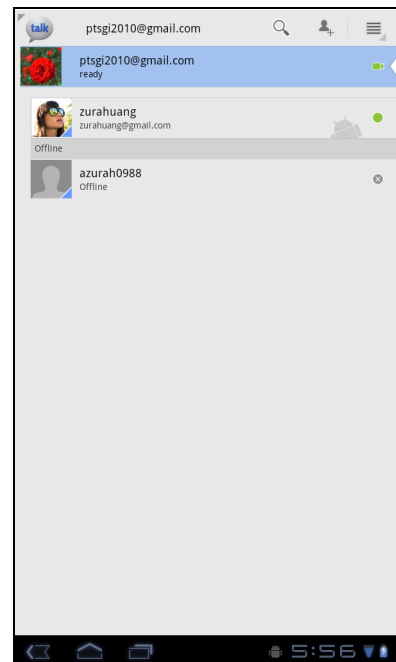 talk ptsgi2010@gmail.com
ptsgi2010@gmail.com
ready
zurahuang
zurahuang@gmail.com
Offline
azurah0988
Offline
5:56